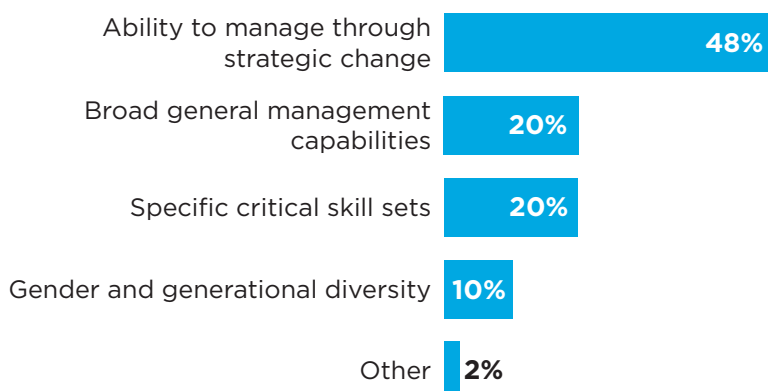 Ability to manage through
strategic change
48%
Broad general management
capabilities
20%
Specific critical skill sets
20%
Gender and generational diversity
10%
Other
2%